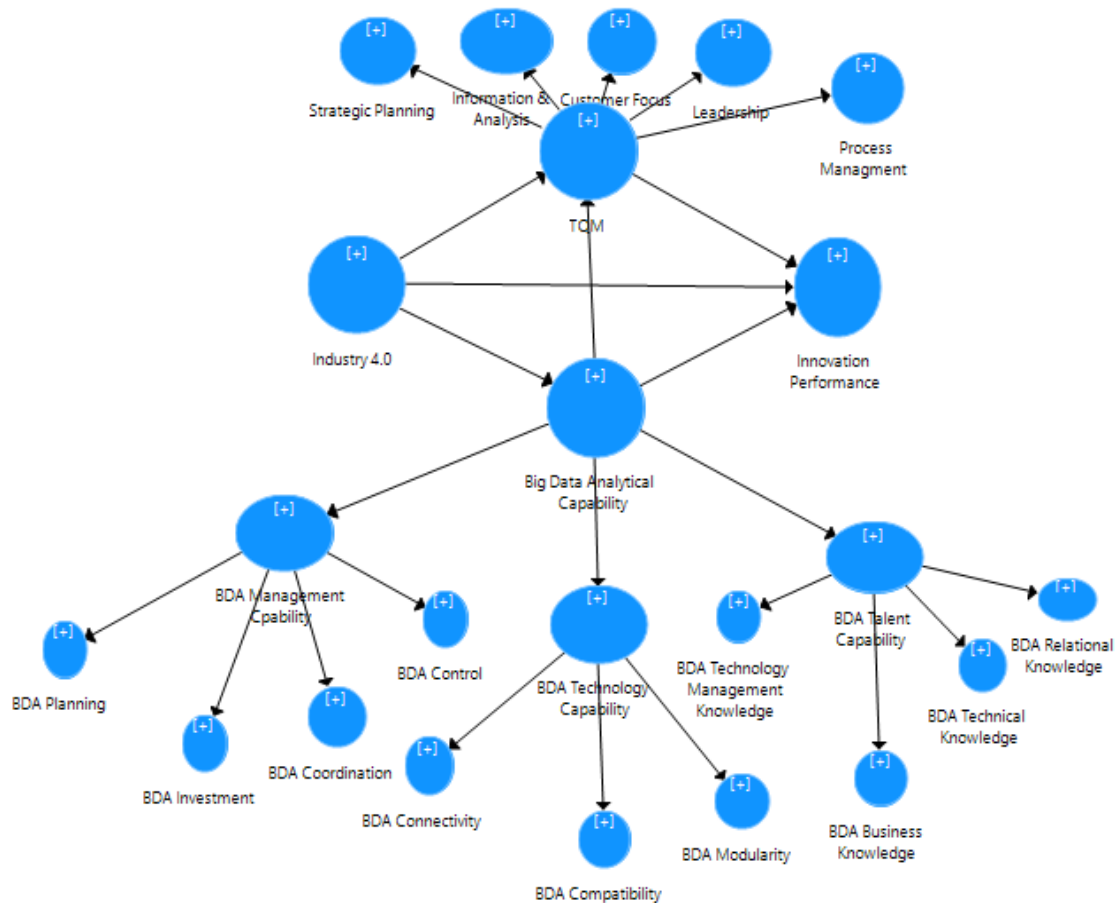 [+]
[+]
[+]
[+]
[+]
Strategic Planning
Information &
Analysis
Customer Focus
Leadership
Process
Managment
[+]
TQM
[+]
Industry 4.0
[+]
Innovation
Performance
[+]
Big Data Analytical
Capability
[+]
BDA Management
Cpability
[+]
BDA Technology
Capability
[+]
BDA Talent
Capability
[+]
BDA Planning
[+]
BDA Investment
[+]
BDA Coordination
[+]
BDA Control
[+]
BDA Connectivity
[+]
BDA Compatibility
[+]
BDA Modularity
[+]
BDA Technology
Management
Knowledge
[+]
BDA Business
Knowledge
[+]
BDA Technical
Knowledge
[+]
BDA Relational
Knowledge